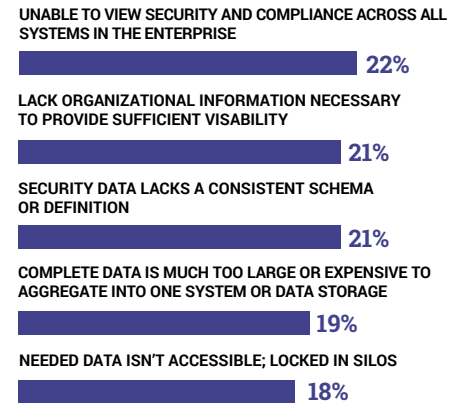 UNABLE TO VIEW SECURITY AND COMPLIANCE ACROSS ALL
SYSTEMS IN THE ENTERPRISE
22%
LACK ORGANIZATIONAL INFORMATION NECESSARY
TO PROVIDE SUFFICIENT VISABILITY
21%
SECURITY DATA LACKS A CONSISTENT SCHEMA
OR DEFINITION
21%
COMPLETE DATA IS MUCH TOO LARGE OR EXPENSIVE TO
AGGREGATE INTO ONE SYSTEM OR DATA STORAGE
19%
NEEDED DATA ISN'T ACCESSIBLE; LOCKED IN SILOS
18%